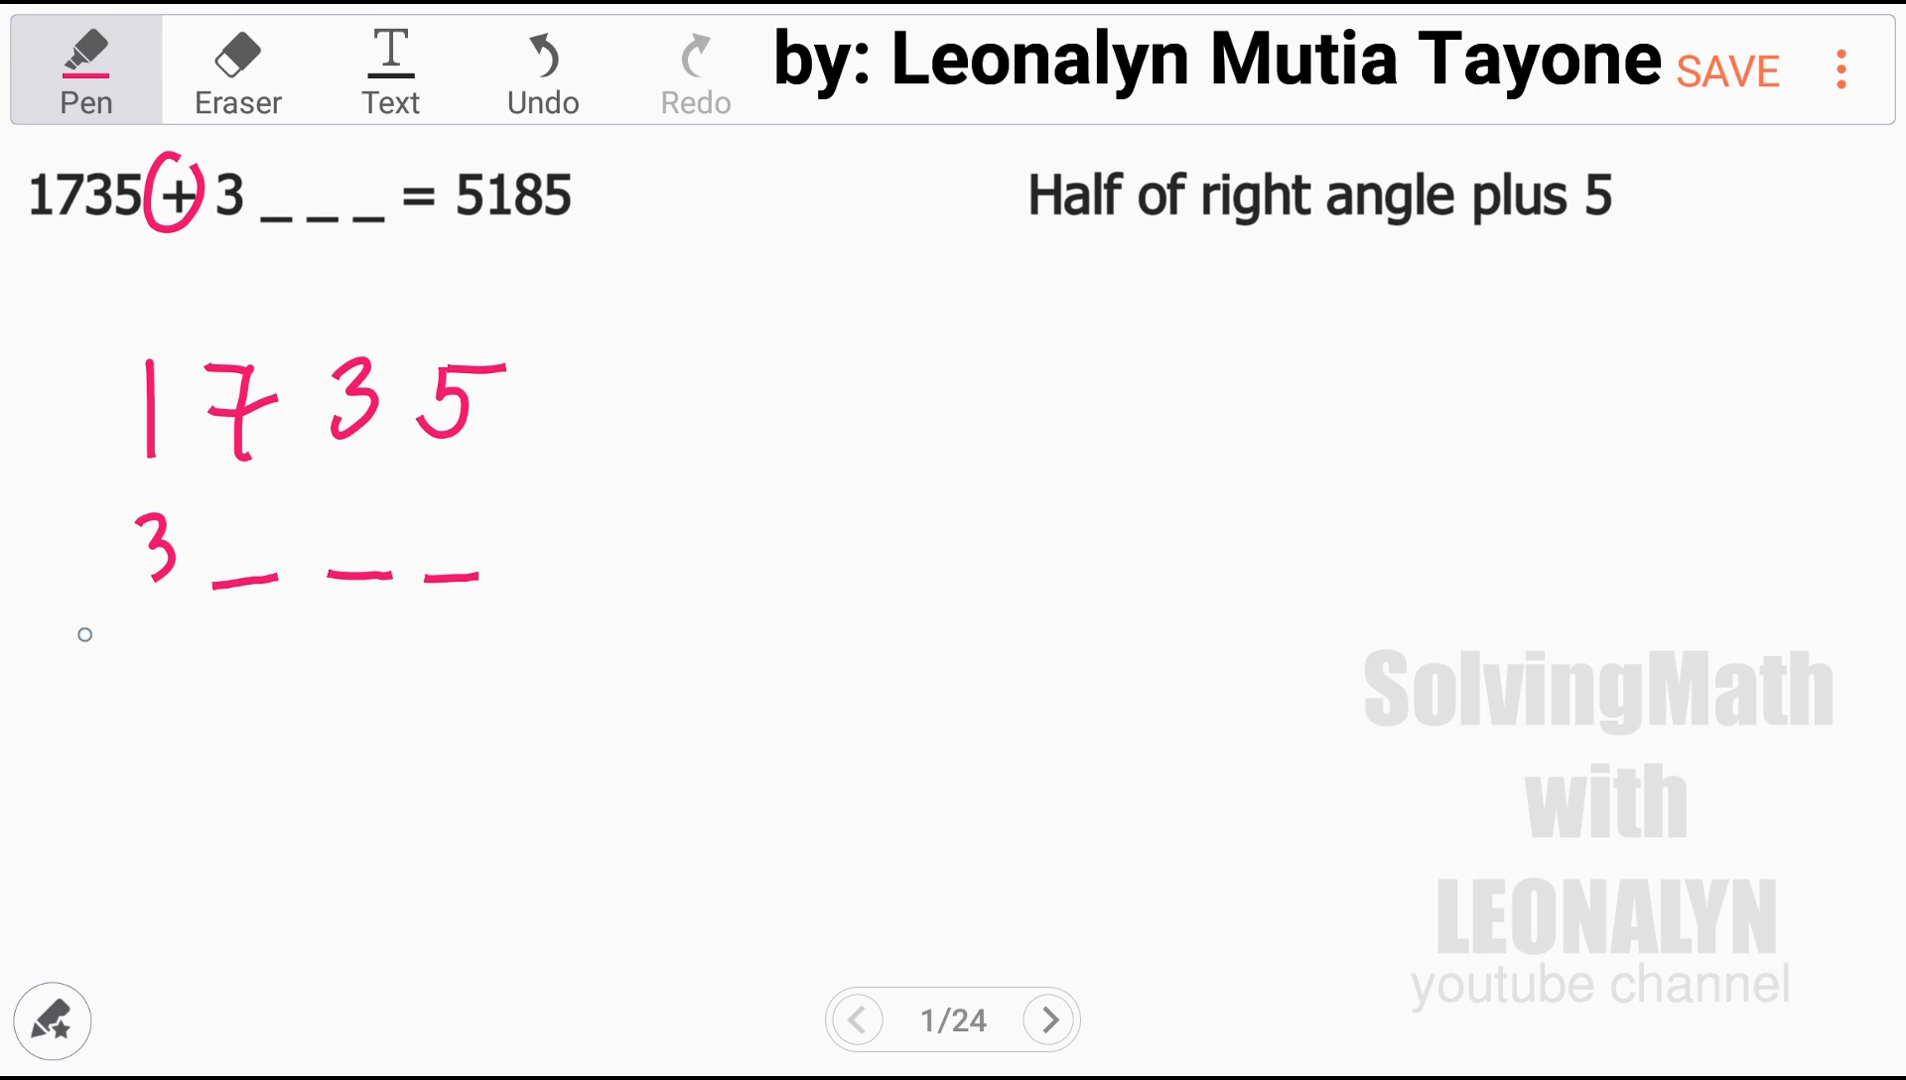 Pen Eraser Text Undo Redo by: Leonalyn Mutia Tayone SAVE
1735 + 3 _ _ _ = 5185 Half of right angle plus 5
1 7 3 5
3 _ _ _
SolvingMath
with
LEONALYN
youtube channel
1/24